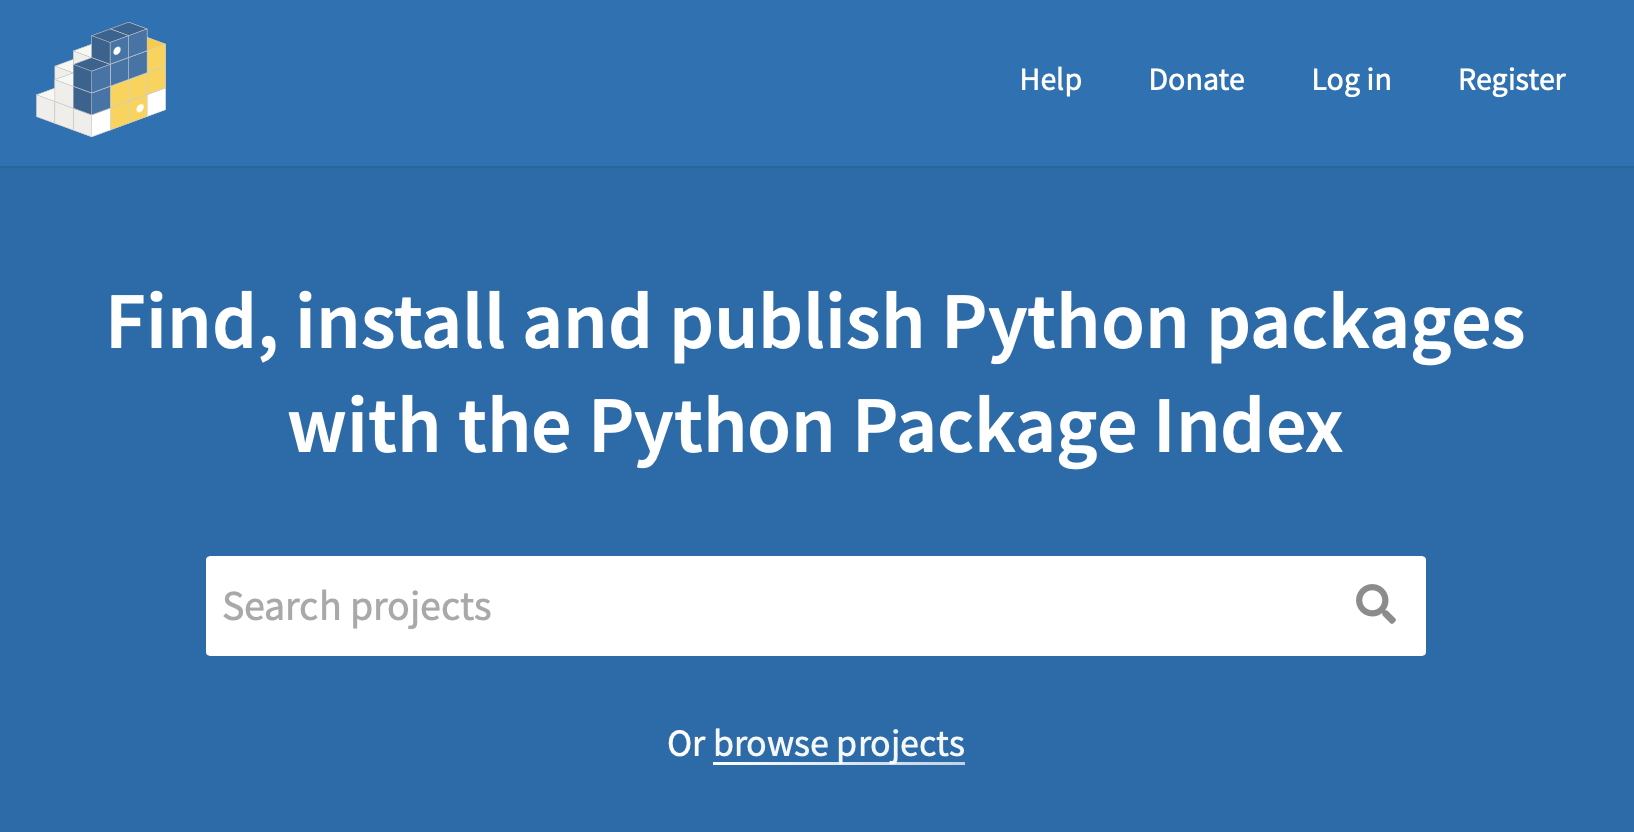 Help Donate Log in Register
Find, install and publish Python packages
with the Python Package Index
Search projects
Or browse projects